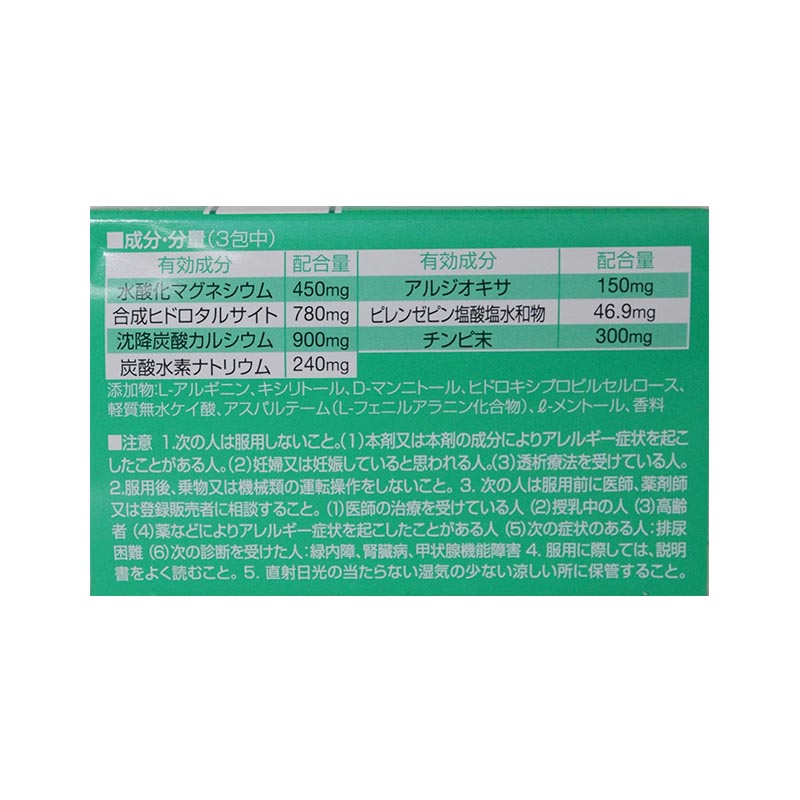 ■成分・分量(3包中)
有効成分 配合量 有効成分 配合量
水酸化マグネシウム 450mg アルジオキサ 150mg
合成ヒドロタルサイト 780mg ピレンゼピン塩酸塩水和物 46.9mg
沈降炭酸カルシウム 900mg チンピ末 300mg
炭酸水素ナトリウム 240mg
添加物:L-アルギニン、キシリトール、D-マンニトール、ヒドロキシプロピルセルロース、
軽質無水ケイ酸、アスパルテーム(L-フェニルアラニン化合物)、ℓ-メントール、香料
■注意 1.次の人は服用しないこと。(1)本剤又は本剤の成分によりアレルギー症状を起こ
したことがある人。(2)妊婦又は妊娠していると思われる人。(3)透析療法を受けている人。
2.服用後、乗物又は機械類の運転操作をしないこと。3. 次の人は服用前に医師、薬剤師
又は登録販売者に相談すること。(1)医師の治療を受けている人 (2)授乳中の人 (3)高齢
者 (4)薬などによりアレルギー症状を起こしたことがある人 (5)次の症状のある人:排尿
困難 (6)次の診断を受けた人:緑内障、腎臓病、甲状腺機能障害 4. 服用に際しては、説明
書をよく読むこと。5. 直射日光の当たらない湿気の少ない涼しい所に保管すること。